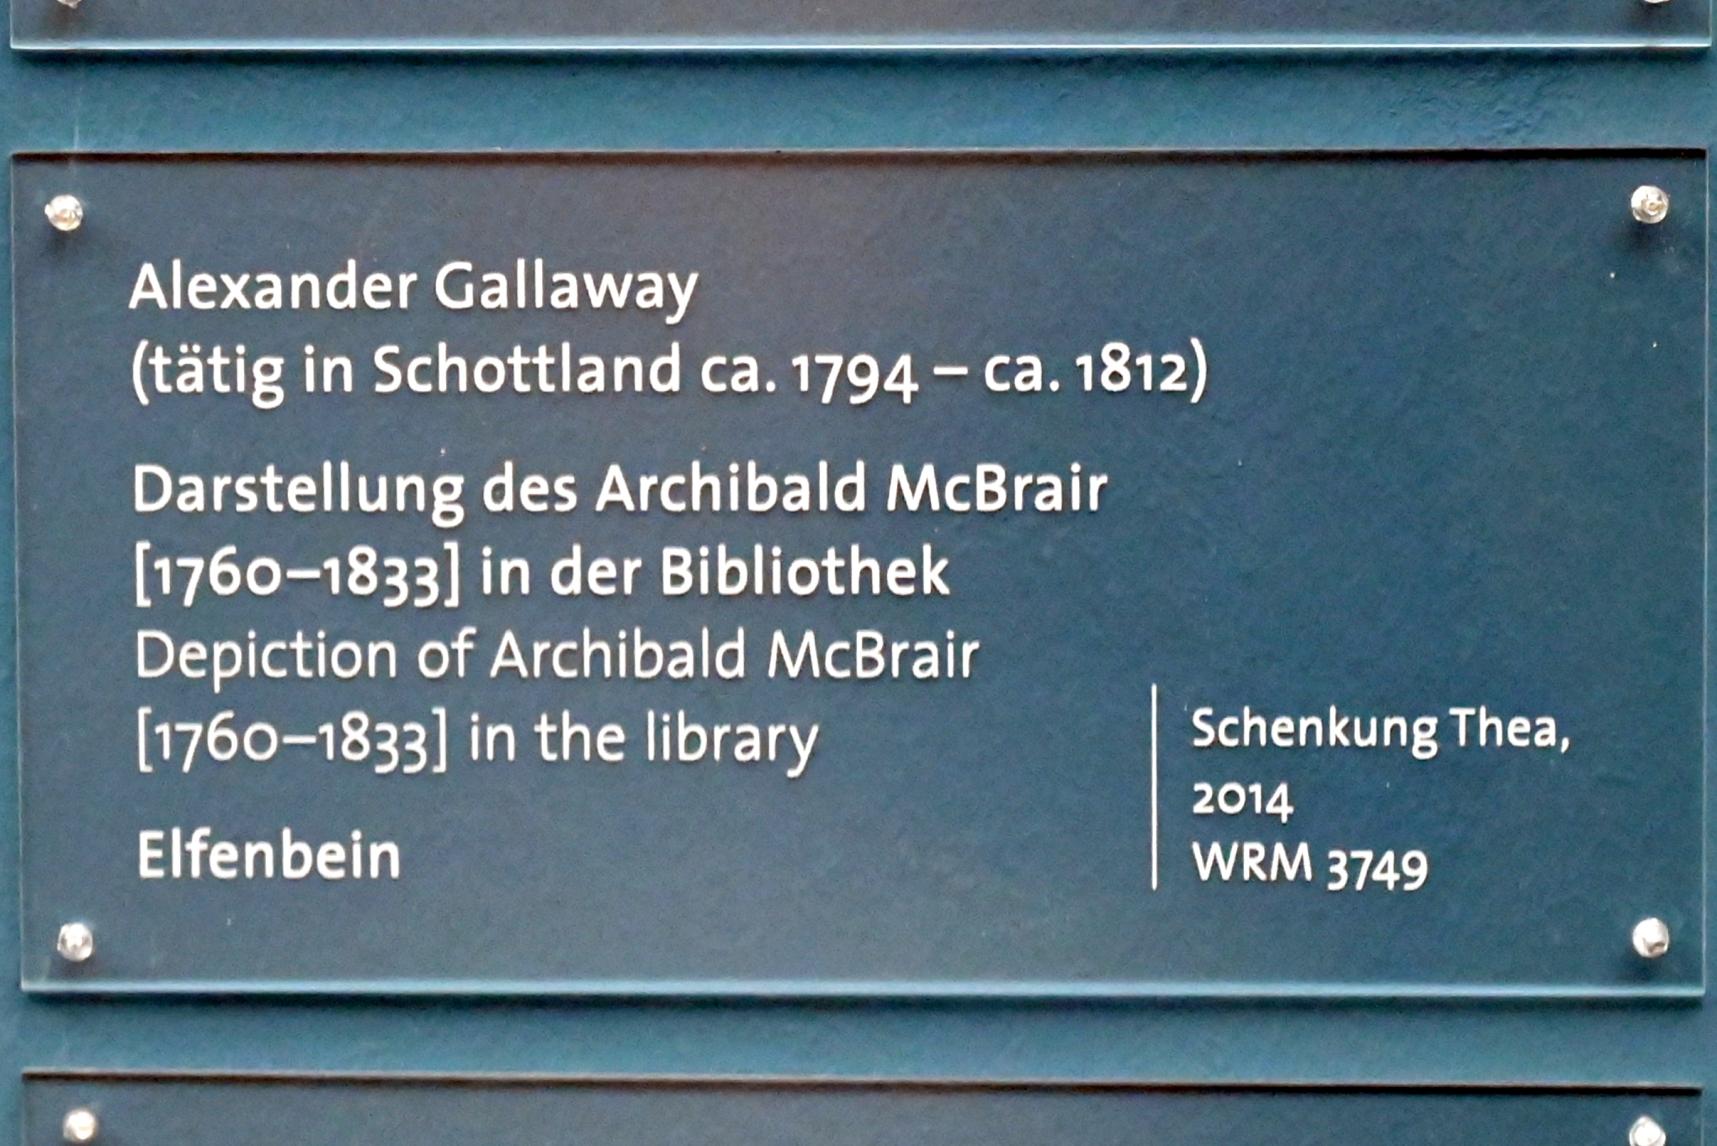 Alexander Gallaway
(tätig in Schottland ca. 1794 – ca. 1812)
Darstellung des Archibald McBrair
[1760–1833] in der Bibliothek
Depiction of Archibald McBrair
[1760–1833] in the library
Elfenbein
Schenkung Thea,
2014
WRM 3749